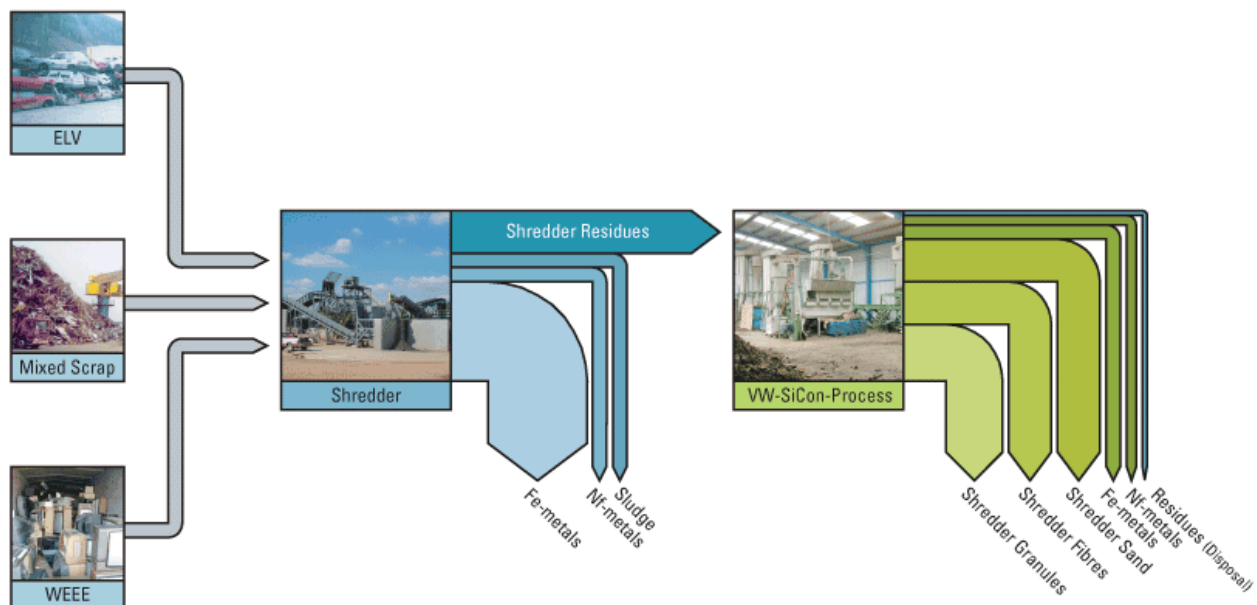 ELV
Mixed Scrap
WEEE
Shredder
Shredder Residues
Fe-metals
Nf-metals
Sludge
VW-SiCon-Process
Shredder Granules
Shredder Fibres
Shredder Sand
Fe-metals
Nf-metals
Residues (Disposal)